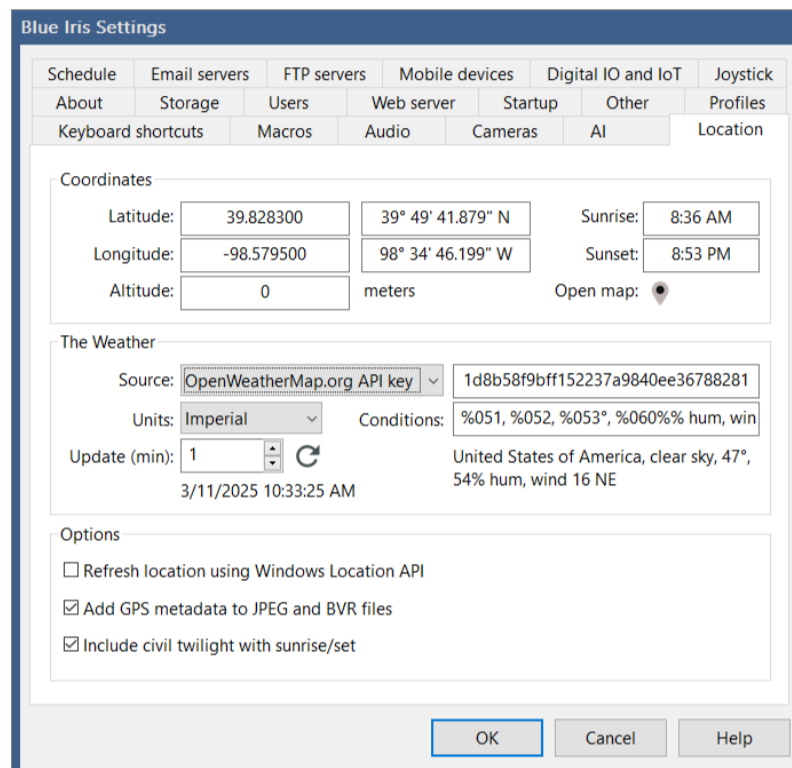 Blue Iris Settings
Schedule Email servers FTP servers Mobile devices Digital IO and IoT Joystick
About Storage Users Web server Startup Other Profiles
Keyboard shortcuts Macros Audio Cameras AI Location
Coordinates
Latitude: 39.828300 39° 49' 41.879" N Sunrise: 8:36 AM
Longitude: -98.579500 98° 34' 46.199" W Sunset: 8:53 PM
Altitude: 0 meters Open map:
The Weather
Source: OpenWeatherMap.org API key 1d8b58f9bff152237a9840ee36788281
Units: Imperial Conditions: %051, %052, %053°, %060%% hum, win
Update (min): 1 United States of America, clear sky, 47°,
54% hum, wind 16 NE
3/11/2025 10:33:25 AM
Options
Refresh location using Windows Location API
Add GPS metadata to JPEG and BVR files
Include civil twilight with sunrise/set
OK Cancel Help